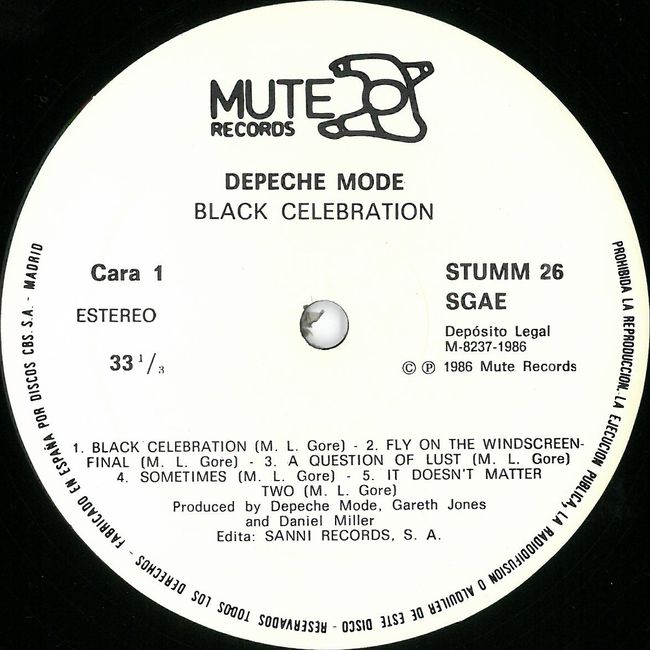 MUTE
RECORDS
DEPECHE MODE
BLACK CELEBRATION
Cara 1
ESTEREO
33 1/3
STUMM 26
SGAE
Depósito Legal
M-8237-1986
© ℗ 1986 Mute Records
1. BLACK CELEBRATION (M. L. Gore) - 2. FLY ON THE WINDSCREEN-
FINAL (M. L. Gore) - 3. A QUESTION OF LUST (M. L. Gore)
4. SOMETIMES (M. L. Gore) - 5. IT DOESN'T MATTER
TWO (M. L. Gore)
Produced by Depeche Mode, Gareth Jones
and Daniel Miller
Edita: SANNI RECORDS, S. A.
PROHIBIDA LA REPRODUCCION, LA EJECUCION PUBLICA, LA RADIODIFUSION O ALQUILER DE ESTE DISCO - RESERVADOS TODOS LOS DERECHOS - FABRICADO EN ESPAÑA POR DISCOS CBS. S.A. - MADRID